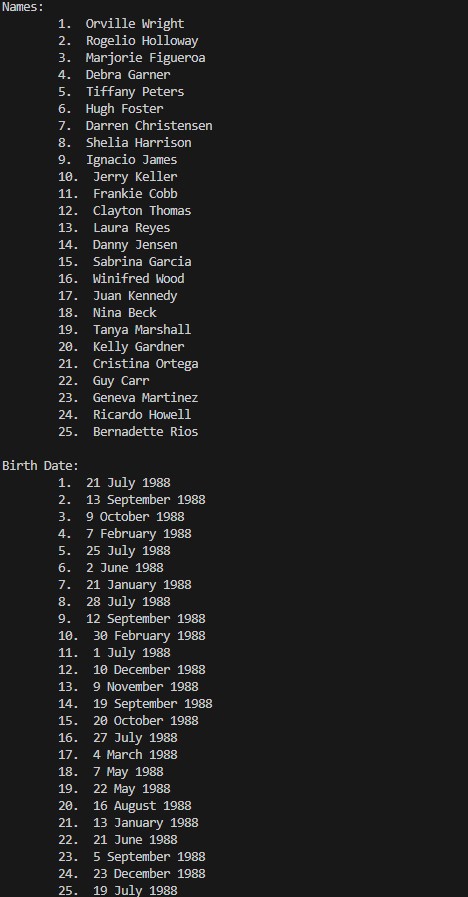 Names:
1. Orville Wright
2. Rogelio Holloway
3. Marjorie Figueroa
4. Debra Garner
5. Tiffany Peters
6. Hugh Foster
7. Darren Christensen
8. Shelia Harrison
9. Ignacio James
10. Jerry Keller
11. Frankie Cobb
12. Clayton Thomas
13. Laura Reyes
14. Danny Jensen
15. Sabrina Garcia
16. Winifred Wood
17. Juan Kennedy
18. Nina Beck
19. Tanya Marshall
20. Kelly Gardner
21. Cristina Ortega
22. Guy Carr
23. Geneva Martinez
24. Ricardo Howell
25. Bernadette Rios
Birth Date:
1. 21 July 1988
2. 13 September 1988
3. 9 October 1988
4. 7 February 1988
5. 25 July 1988
6. 2 June 1988
7. 21 January 1988
8. 28 July 1988
9. 12 September 1988
10. 30 February 1988
11. 1 July 1988
12. 10 December 1988
13. 9 November 1988
14. 19 September 1988
15. 20 October 1988
16. 27 July 1988
17. 4 March 1988
18. 7 May 1988
19. 22 May 1988
20. 16 August 1988
21. 13 January 1988
22. 21 June 1988
23. 5 September 1988
24. 23 December 1988
25. 19 July 1988